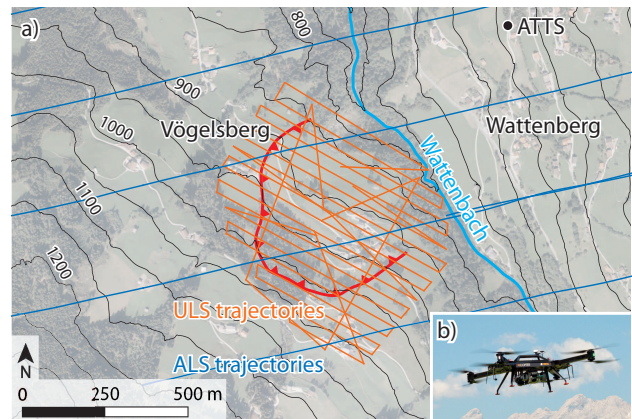 a)
800
ATTS
900
1000
Vögelsberg
Wattenberg
Wattenbach
1100
1200
ULS trajectories
ALS trajectories
b)
N
0 250 500 m